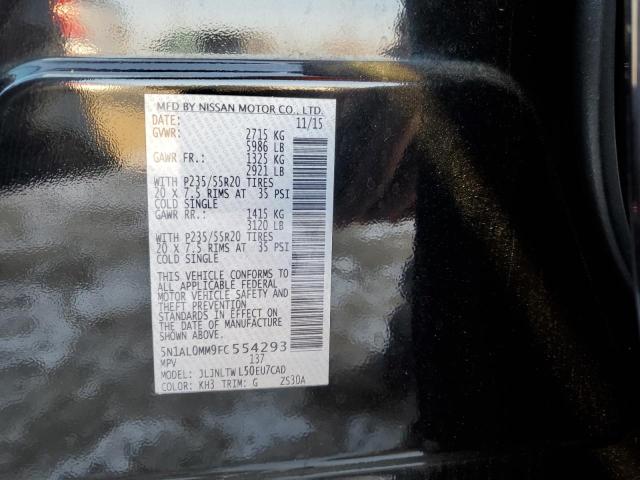 MFD BY NISSAN MOTOR CO., LTD.
DATE: 11/15
GVWR: 2715 KG
5986 LB
GAWR FR.: 1325 KG
2921 LB
WITH P235/55R20 TIRES
20 X 7.5 RIMS AT 35 PSI
COLD SINGLE
GAWR RR.: 1415 KG
3120 LB
WITH P235/55R20 TIRES
20 X 7.5 RIMS AT 35 PSI
COLD SINGLE
THIS VEHICLE CONFORMS TO
ALL APPLICABLE FEDERAL
MOTOR VEHICLE SAFETY AND
THEFT PREVENTION
STANDARDS IN EFFECT ON
THE DATE OF MANUFACTURE
SHOWN ABOVE.
5N1AL0MM9FC554293
MPV 137
MODEL: JLJNLTWL50EU7CAD
COLOR: KH3 TRIM: G ZS30A